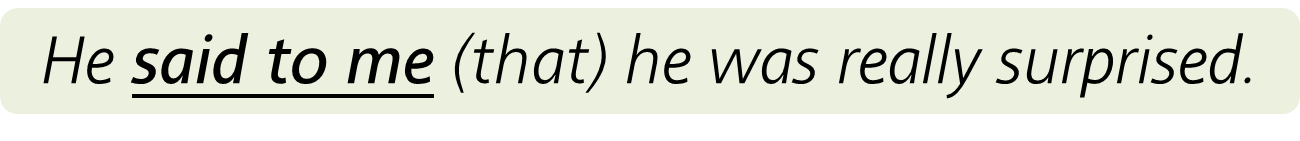 He said to me (that) he was really surprised.